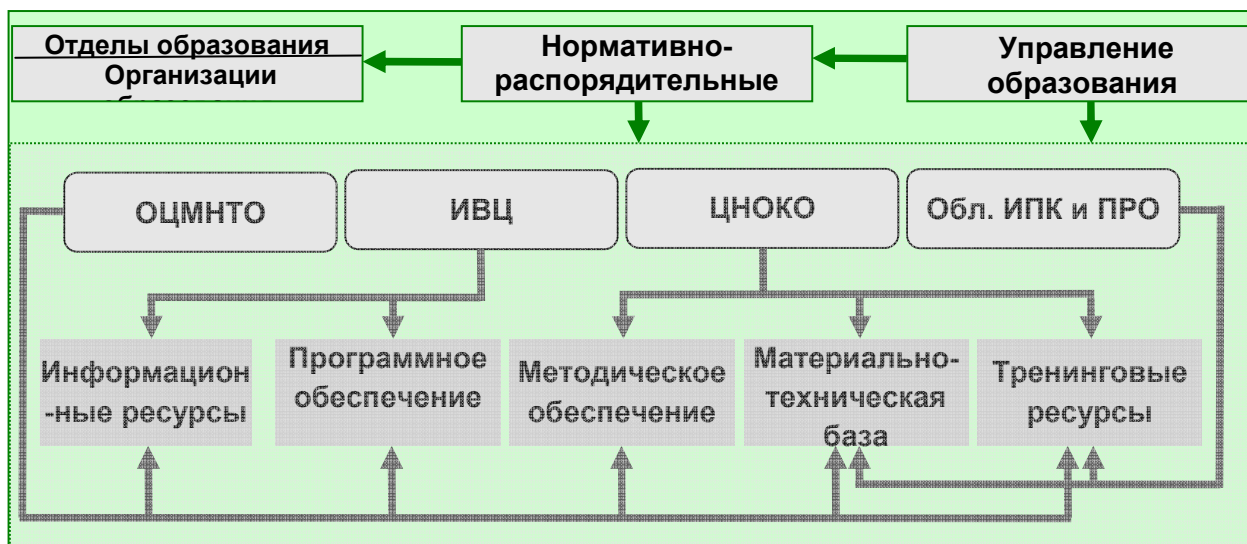 Отделы образования
Организации
Нормативно-
распорядительные
Управление
образования
ОЦМНТО
ИВЦ
ЦНОКО
Обл. ИПК и ПРО
Информацион
-ные ресурсы
Программное
обеспечение
Методическое
обеспечение
Материально-
техническая
база
Тренинговые
ресурсы